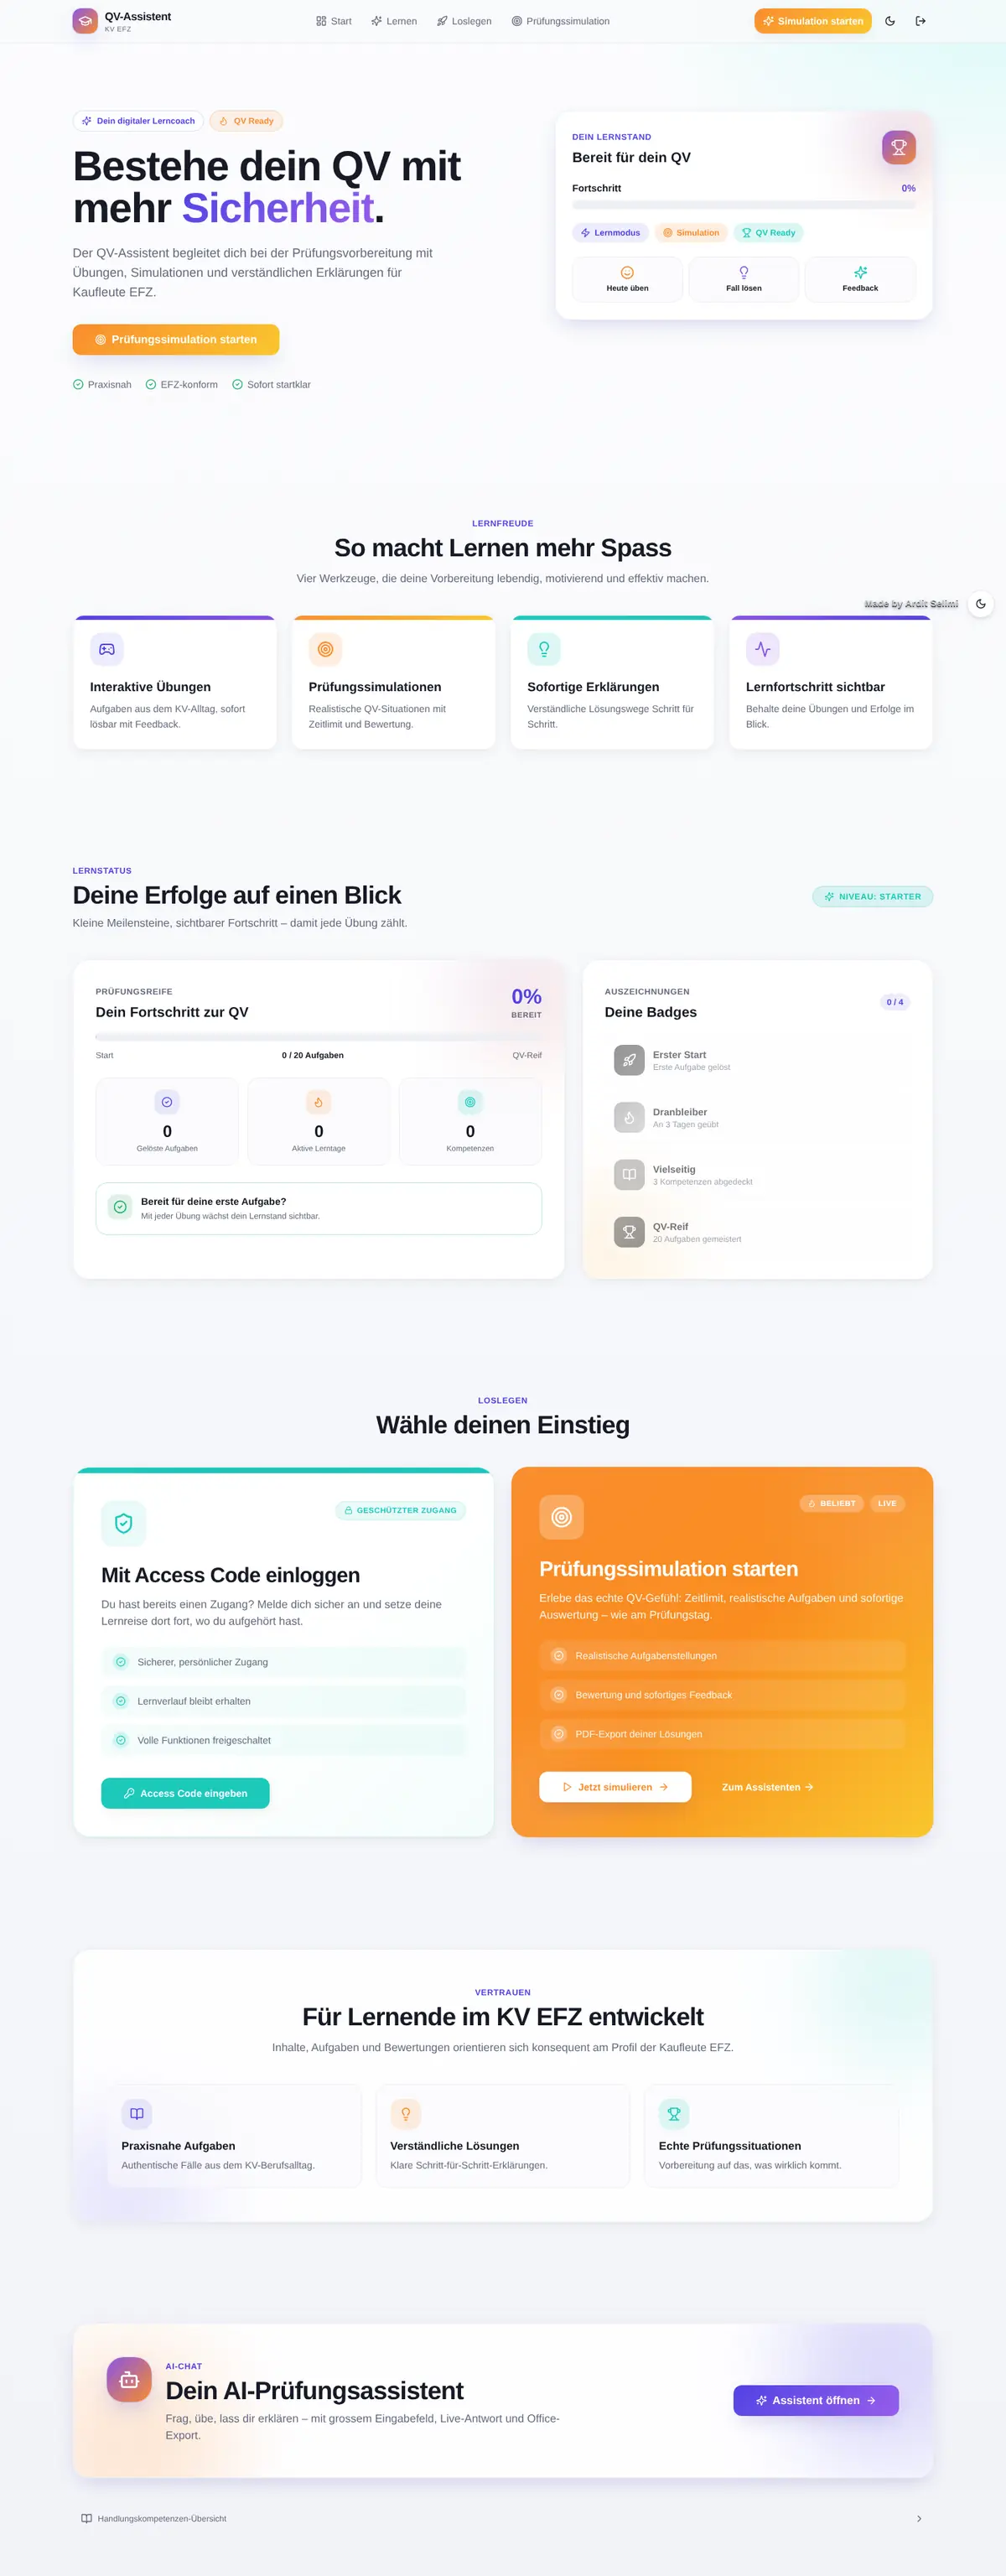 QV-Assistent
KV EFZ
Start
Lernen
Loslegen
Prüfungssimulation
Simulation starten
Dein digitaler Lerncoach
QV Ready
Bestehe dein QV mit
mehr Sicherheit.
Der QV-Assistent begleitet dich bei der Prüfungsvorbereitung mit
Übungen, Simulationen und verständlichen Erklärungen für
Kaufleute EFZ.
Prüfungssimulation starten
Praxisnah
EFZ-konform
Sofort startklar
DEIN LERNSTAND
Bereit für dein QV
Fortschritt
0%
Lernmodus
Simulation
QV Ready
Heute üben
Fall lösen
Feedback
LERNFREUDE
So macht Lernen mehr Spass
Vier Werkzeuge, die deine Vorbereitung lebendig, motivierend und effektiv machen.
Made by Ardit Selimi
Interaktive Übungen
Aufgaben aus dem KV-Alltag, sofort
lösbar mit Feedback.
Prüfungssimulationen
Realistische QV-Situationen mit
Zeitlimit und Bewertung.
Sofortige Erklärungen
Verständliche Lösungswege Schritt für
Schritt.
Lernfortschritt sichtbar
Behalte deine Übungen und Erfolge im
Blick.
LERNSTATUS
Deine Erfolge auf einen Blick
Kleine Meilensteine, sichtbarer Fortschritt – damit jede Übung zählt.
NIVEAU: STARTER
PRÜFUNGSREIFE
Dein Fortschritt zur QV
0%
BEREIT
Start
0 / 20 Aufgaben
QV-Reif
0
Gelöste Aufgaben
0
Aktive Lerntage
0
Kompetenzen
Bereit für deine erste Aufgabe?
Mit jeder Übung wächst dein Lernstand sichtbar.
AUSZEICHNUNGEN
Deine Badges
0 / 4
Erster Start
Erste Aufgabe gelöst
Dranbleiber
An 3 Tagen geübt
Vielseitig
3 Kompetenzen abgedeckt
QV-Reif
20 Aufgaben gemeistert
LOSLEGEN
Wähle deinen Einstieg
GESCHÜTZTER ZUGANG
Mit Access Code einloggen
Du hast bereits einen Zugang? Melde dich sicher an und setze deine
Lernreise dort fort, wo du aufgehört hast.
Sicherer, persönlicher Zugang
Lernverlauf bleibt erhalten
Volle Funktionen freigeschaltet
Access Code eingeben
BELIEBT
LIVE
Prüfungssimulation starten
Erlebe das echte QV-Gefühl: Zeitlimit, realistische Aufgaben und sofortige
Auswertung – wie am Prüfungstag.
Realistische Aufgabenstellungen
Bewertung und sofortiges Feedback
PDF-Export deiner Lösungen
Jetzt simulieren
Zum Assistenten
VERTRAUEN
Für Lernende im KV EFZ entwickelt
Inhalte, Aufgaben und Bewertungen orientieren sich konsequent am Profil der Kaufleute EFZ.
Praxisnahe Aufgaben
Authentische Fälle aus dem KV-Berufsalltag.
Verständliche Lösungen
Klare Schritt-für-Schritt-Erklärungen.
Echte Prüfungssituationen
Vorbereitung auf das, was wirklich kommt.
AI-CHAT
Dein AI-Prüfungsassistent
Frag, übe, lass dir erklären – mit grossem Eingabefeld, Live-Antwort und Office-
Export.
Assistent öffnen
Handlungskompetenzen-Übersicht